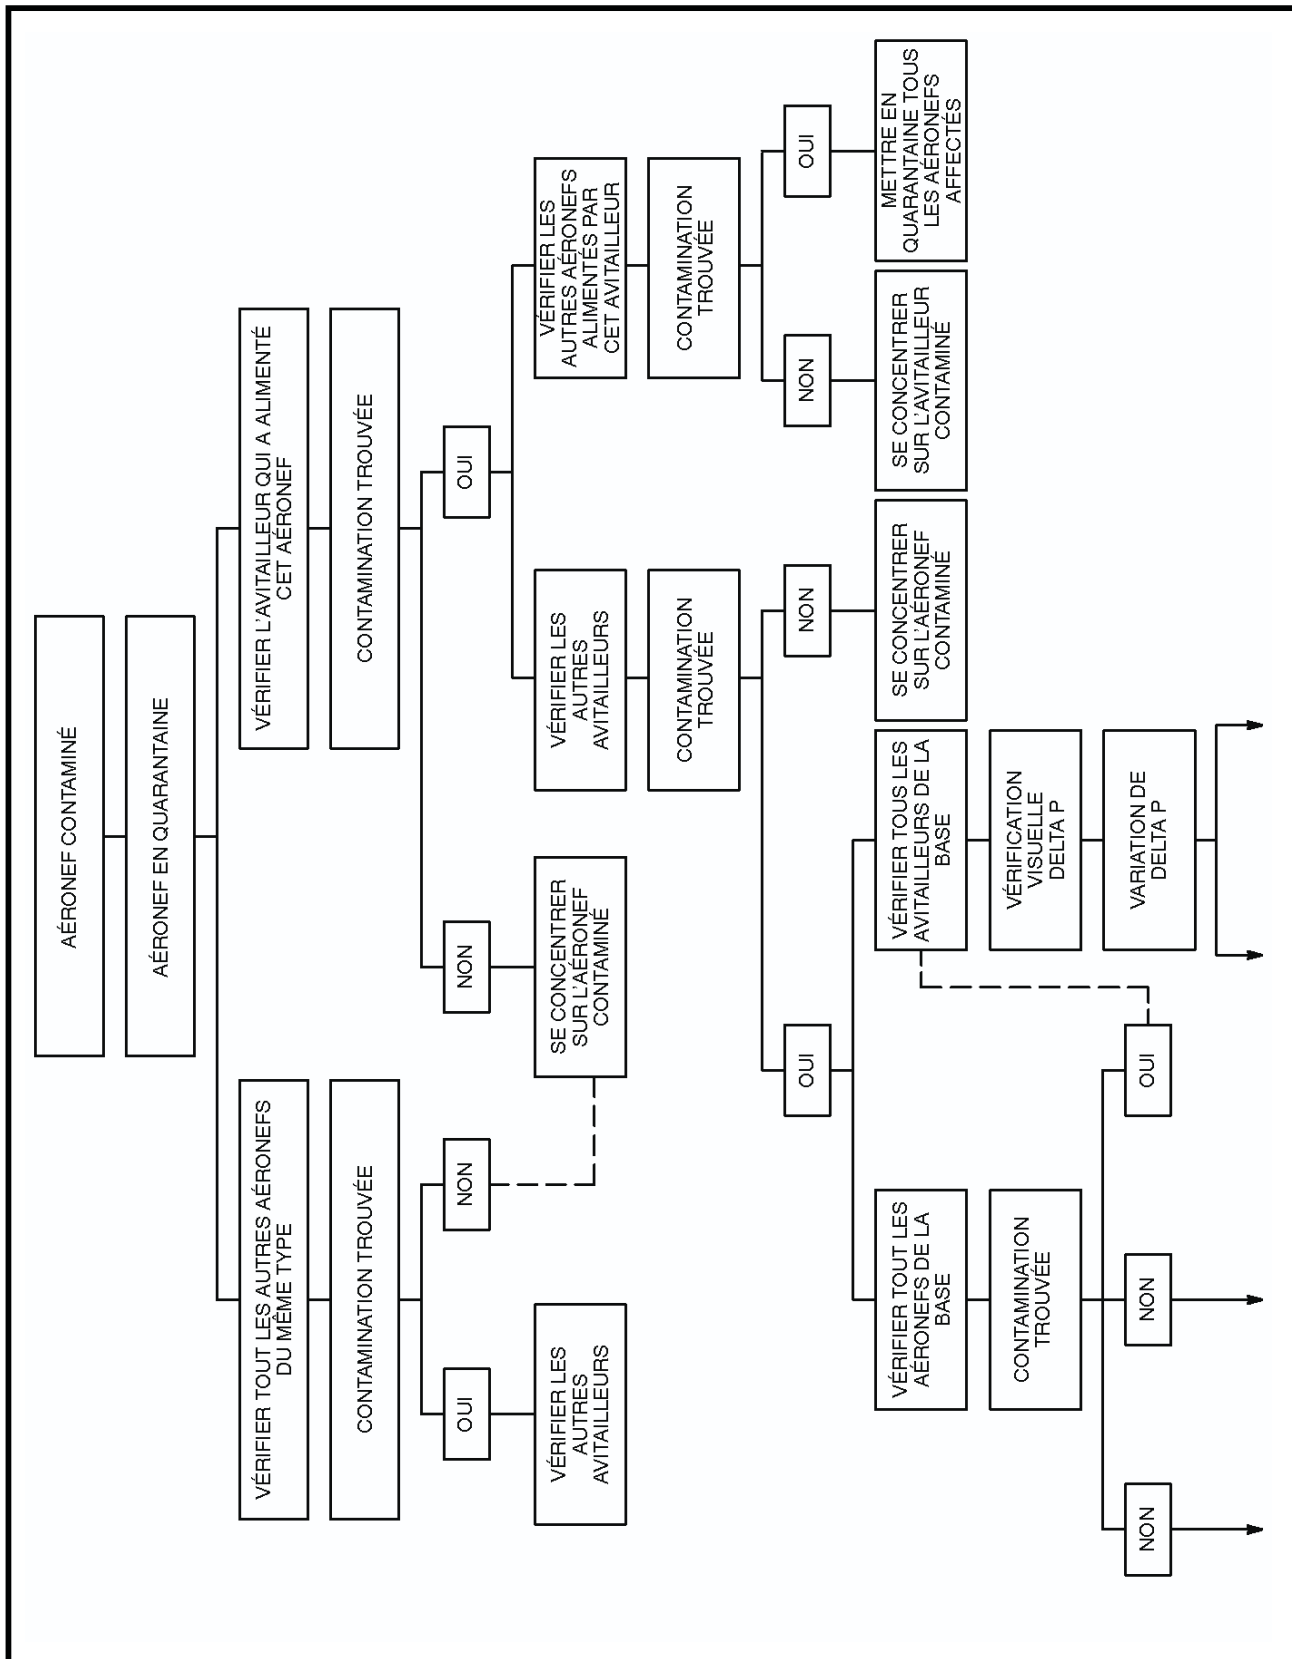 AÉRONEF CONTAMINÉ
AÉRONEF EN QUARANTAINE
VÉRIFIER TOUT LES AUTRES AÉRONEFS
DU MÊME TYPE
VÉRIFIER L'AVITAILLEUR QUI A ALIMENTÉ
CET AÉRONEF
CONTAMINATION TROUVÉE
CONTAMINATION TROUVÉE
OUI
NON
NON
OUI
VÉRIFIER LES
AUTRES
AVITAILLEURS
SE CONCENTRER
SUR L'AÉRONEF
CONTAMINÉ
VÉRIFIER LES
AUTRES
AVITAILLEURS
VÉRIFIER LES
AUTRES AÉRONEFS
ALIMENTÉS PAR
CET AVITAILLEUR
CONTAMINATION
TROUVÉE
CONTAMINATION
TROUVÉE
OUI
NON
NON
OUI
VÉRIFIER TOUT LES
AÉRONEFS DE LA
BASE
VÉRIFIER TOUS LES
AVITAILLEURS DE LA
BASE
SE CONCENTRER
SUR L'AÉRONEF
CONTAMINÉ
SE CONCENTRER
SUR L'AVITAILLEUR
CONTAMINÉ
METTRE EN
QUARANTAINE TOUS
LES AÉRONEFS
AFFECTÉS
CONTAMINATION
TROUVÉE
VÉRIFICATION
VISUELLE
DELTA P
NON
NON
OUI
VARIATION DE
DELTA P